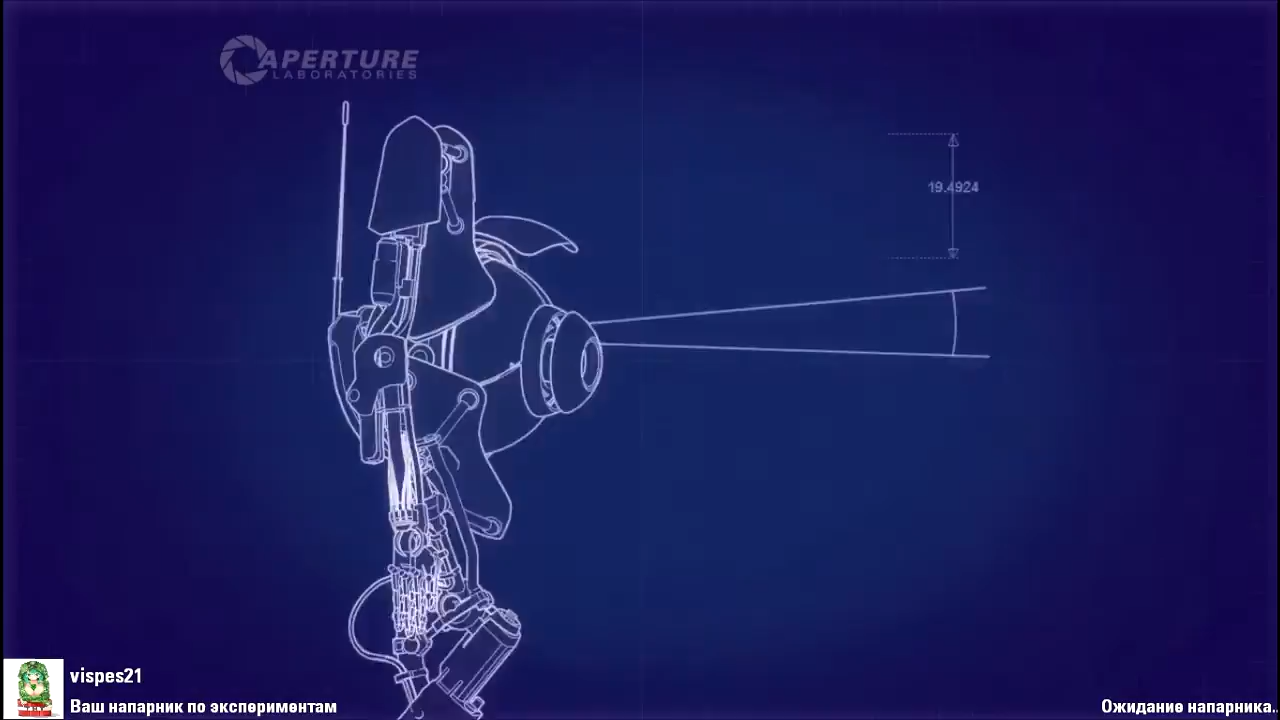 APERTURE
LABORATORIES
19.4924
vispes21
Ваш напарник по экспериментам
Ожидание напарника..